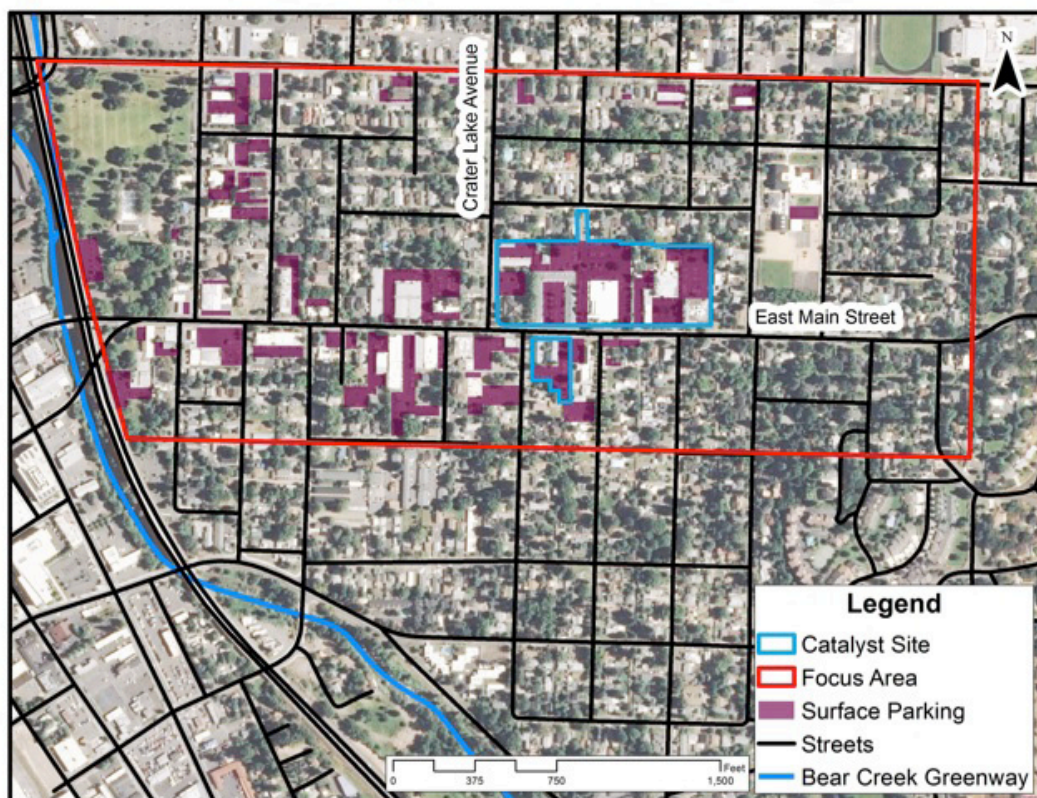 Crater Lake Avenue
N
East Main Street
Legend
Catalyst Site
Focus Area
Surface Parking
Streets
Bear Creek Greenway
Feet
0 375 750 1,500